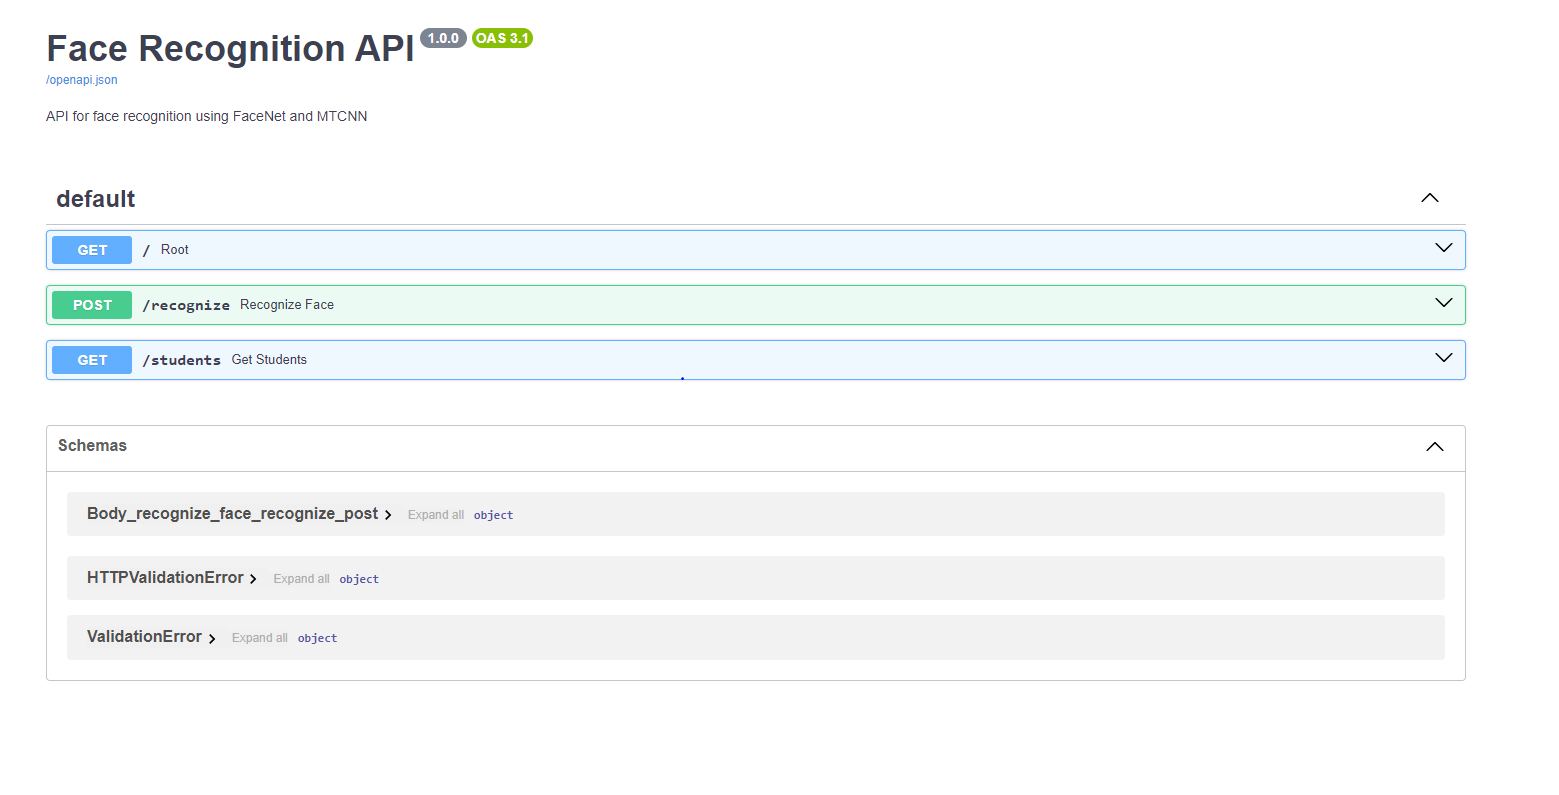 Face Recognition API 1.0.0 OAS 3.1
/openapi.json
API for face recognition using FaceNet and MTCNN
default
GET / Root
POST /recognize Recognize Face
GET /students Get Students
Schemas
Body_recognize_face_recognize_post Expand all object
HTTPValidationError Expand all object
ValidationError Expand all object